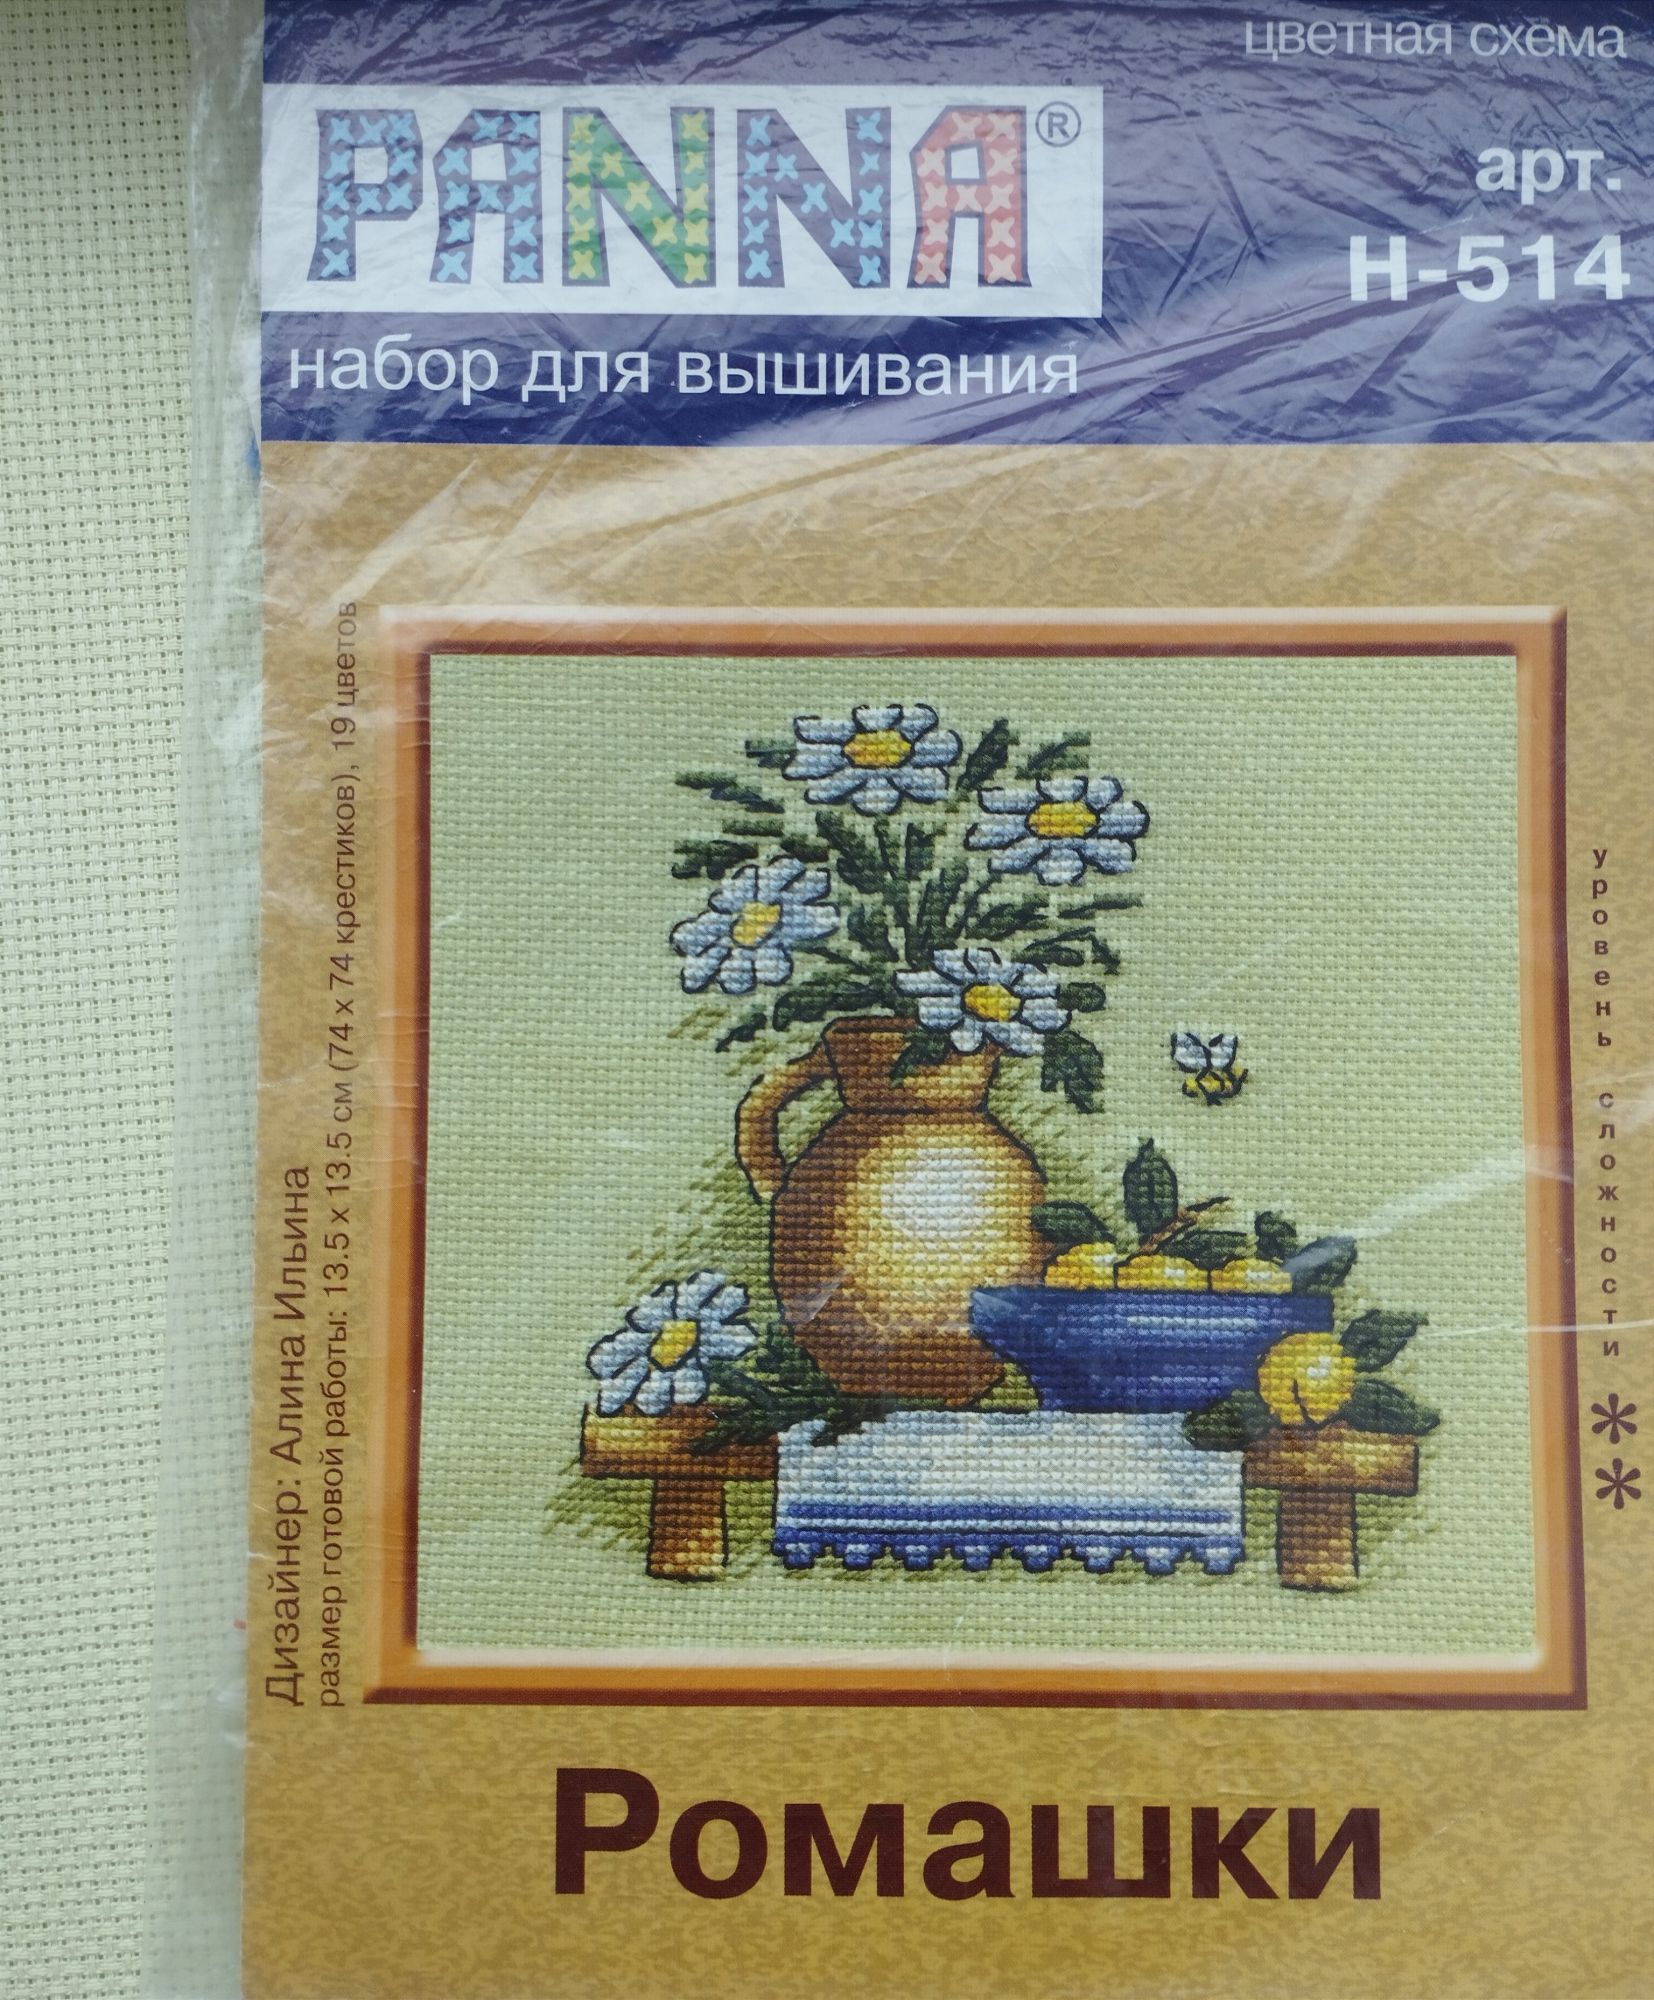 цветная схема
PANNA®
арт.
Н-514
набор для вышивания
Дизайнер: Алина Ильина
размер готовой работы: 13.5 x 13.5 см (74 x 74 крестиков), 19 цветов
уровень сложности **
Ромашки